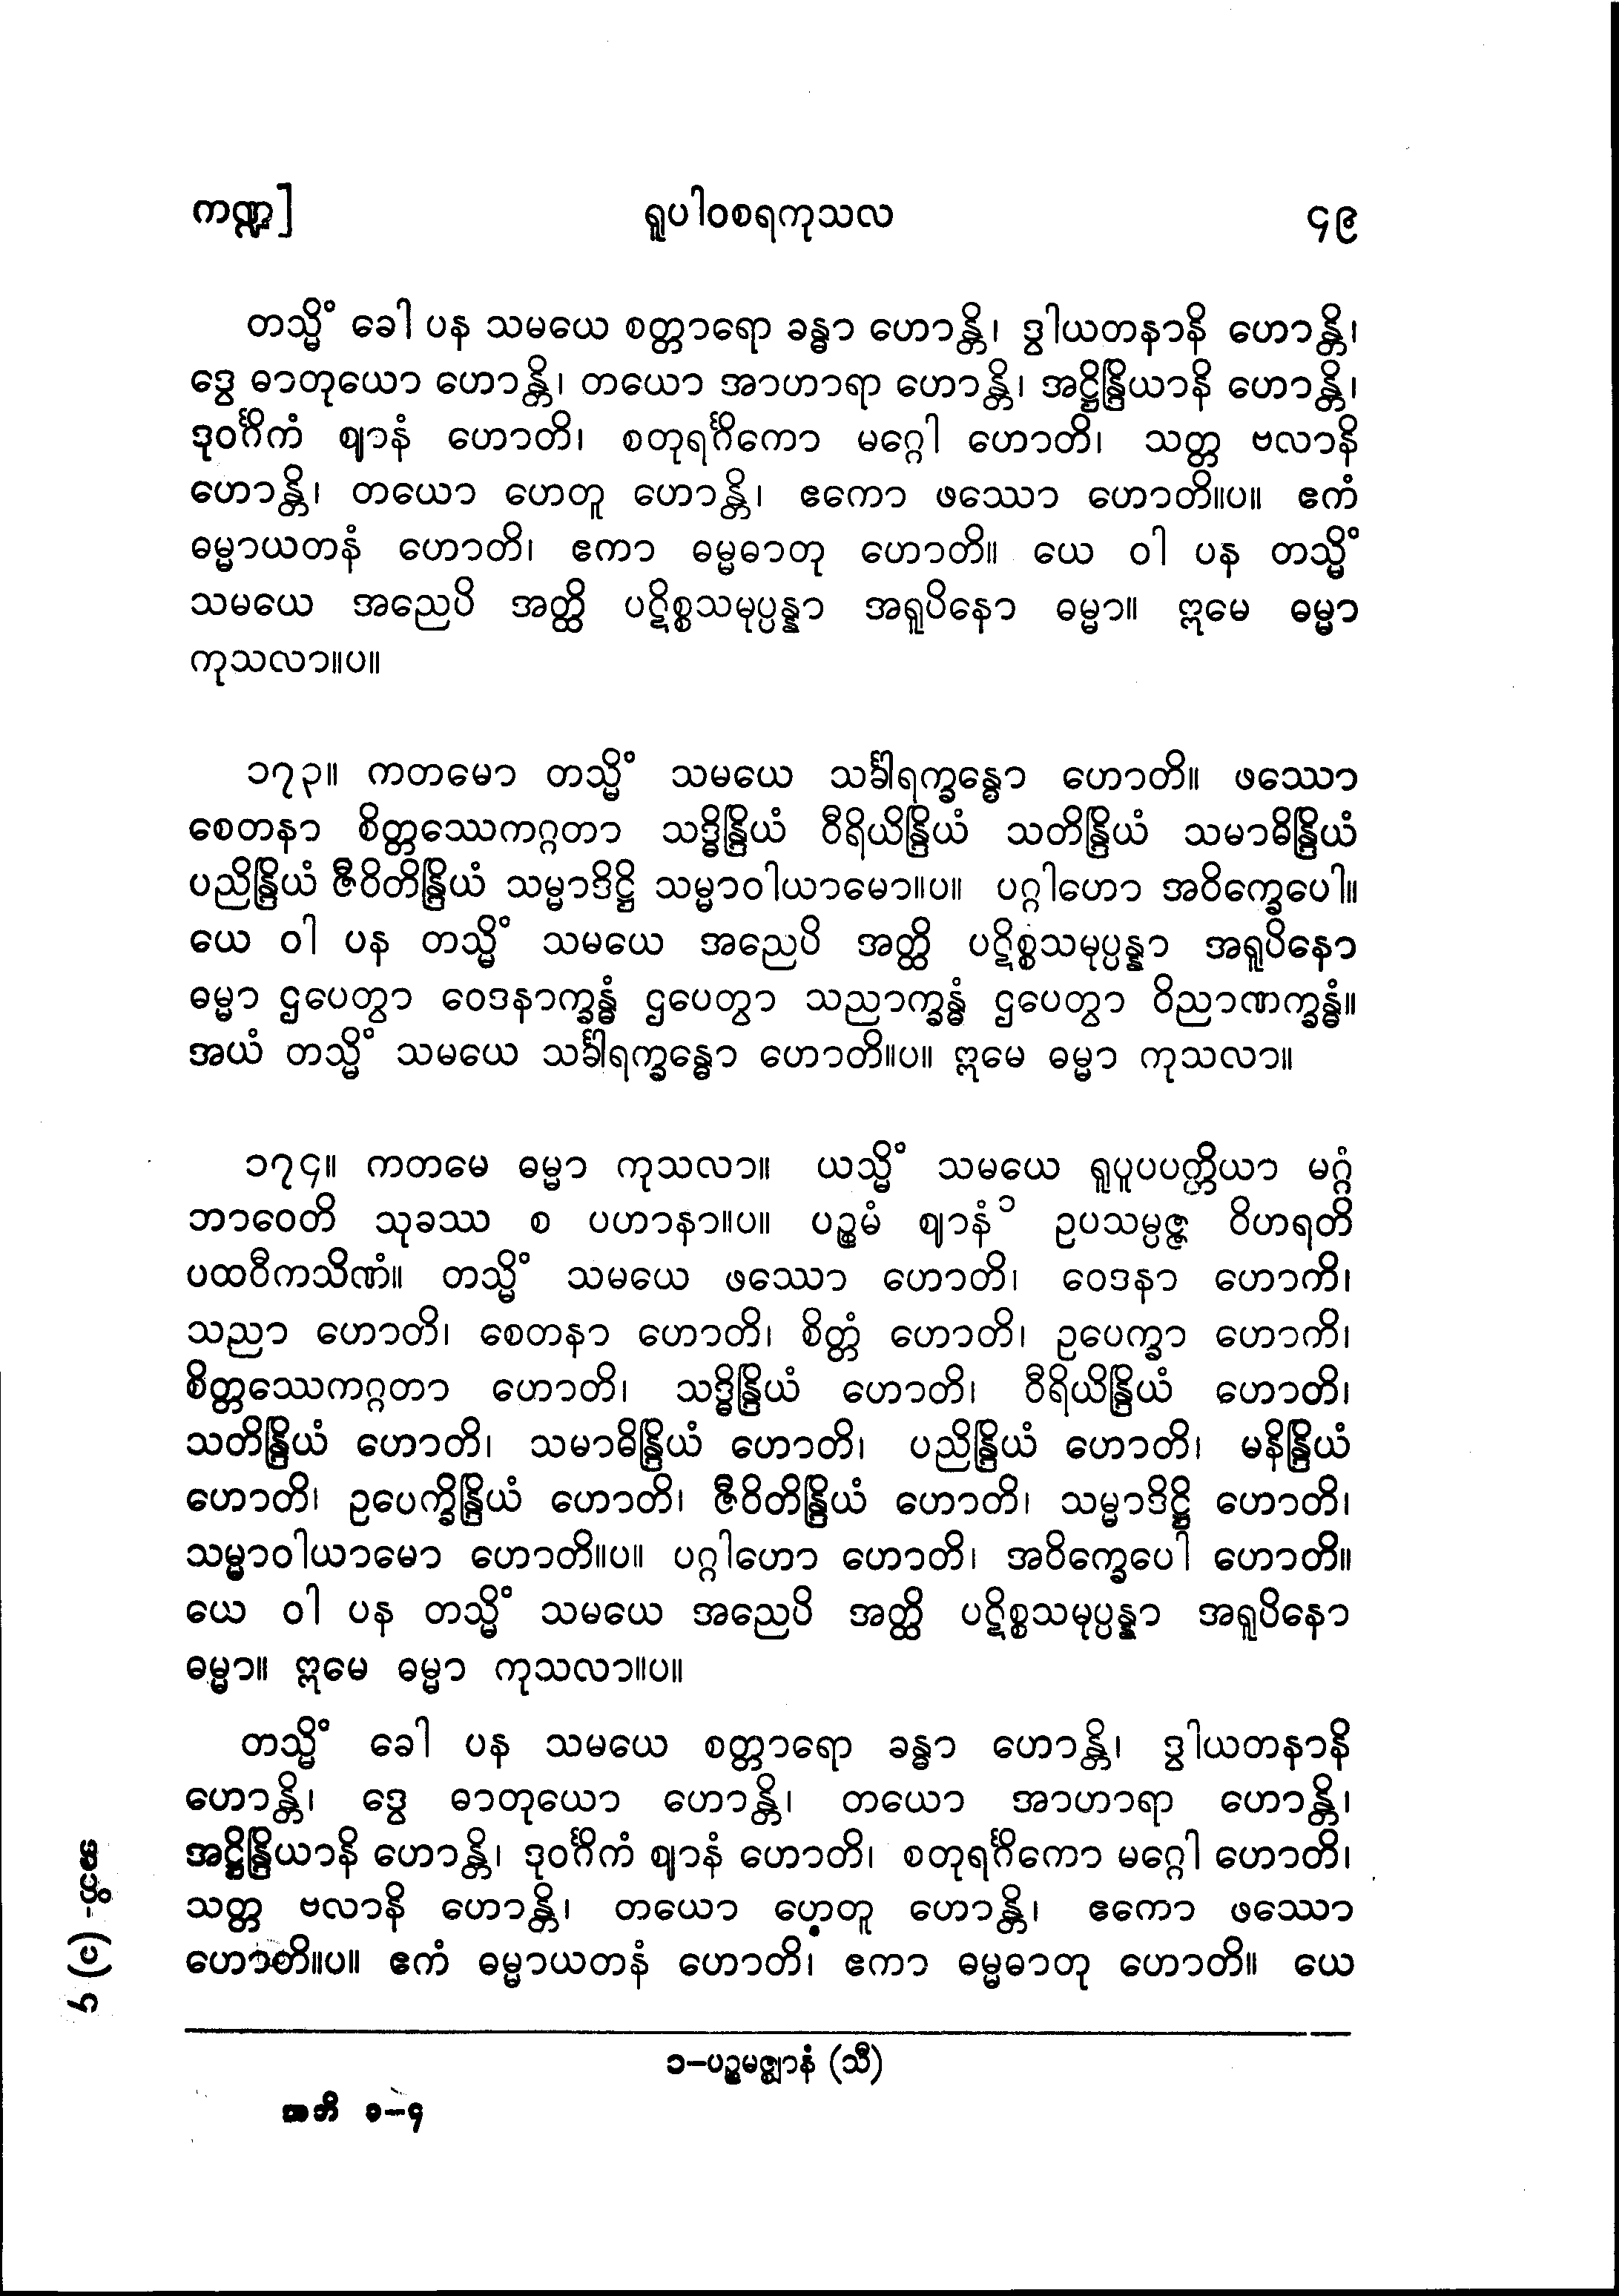 ကဏ္ဍ]
ရူပါဝစရကုသလ
၄၉
တသ္မိံ ခေါ ပန သမယေ စတ္တာရော ခန္ဓာ ဟောန္တိ၊ ဒွါယတနာနိ ဟောန္တိ၊
ဒွေ ဓာတုယော ဟောန္တိ၊ တယော အာဟာရာ ဟောန္တိ၊ အဋ္ဌိန္ဒြိယာနိ ဟောန္တိ၊
ဒုဝင်္ဂိကံ ဈာနံ ဟောတိ၊ စတုရင်္ဂိကော မဂ္ဂေါ ဟောတိ၊ သတ္တ ဗလာနိ
ဟောန္တိ၊ တယော ဟေတူ ဟောန္တိ၊ ဧကော ဖဿော ဟောတိ။ပ။ ဧကံ
ဓမ္မာယတနံ ဟောတိ၊ ဧကာ ဓမ္မဓာတု ဟောတိ။ ယေ ဝါ ပန တသ္မိံ
သမယေ အညေပိ အတ္ထိ ပဋိစ္စသမုပ္ပန္နာ အရူပိနော ဓမ္မာ။ ဣမေ ဓမ္မာ
ကုသလာ။ပ။
၁၇၃။ ကတမော တသ္မိံ သမယေ သင်္ခါရက္ခန္ဓော ဟောတိ။ ဖဿော
စေတနာ စိတ္တဿေကဂ္ဂတာ သဒ္ဓိန္ဒြိယံ ဝီရိယိန္ဒြိယံ သတိန္ဒြိယံ သမာဓိန္ဒြိယံ
ပညိန္ဒြိယံ ဇီဝိတိန္ဒြိယံ သမ္မာဒိဋ္ဌိ သမ္မာဝါယာမော။ပ။ ပဂ္ဂါဟော အဝိက္ခေပေါ။
ယေ ဝါ ပန တသ္မိံ သမယေ အညေပိ အတ္ထိ ပဋိစ္စသမုပ္ပန္နာ အရူပိနော
ဓမ္မာ ဌပေတွာ ဝေဒနာက္ခန္ဓံ ဌပေတွာ သညာက္ခန္ဓံ ဌပေတွာ ဝိညာဏက္ခန္ဓံ။
အယံ တသ္မိံ သမယေ သင်္ခါရက္ခန္ဓော ဟောတိ။ပ။ ဣမေ ဓမ္မာ ကုသလာ။
၁၇၄။ ကတမေ ဓမ္မာ ကုသလာ။ ယသ္မိံ သမယေ ရူပူပပတ္တိယာ မဂ္ဂံ
ဘာဝေတိ သုခဿ စ ပဟာနာ။ပ။ ပဉ္စမံ ဈာနံ ၁ ဥပသမ္ပဇ္ဇ ဝိဟရတိ
ပထဝီကသိဏံ။ တသ္မိံ သမယေ ဖဿော ဟောတိ၊ ဝေဒနာ ဟောကိ၊
သညာ ဟောတိ၊ စေတနာ ဟောတိ၊ စိတ္တံ ဟောတိ၊ ဥပေက္ခာ ဟောကိ၊
စိတ္တဿေကဂ္ဂတာ ဟောတိ၊ သဒ္ဓိန္ဒြိယံ ဟောတိ၊ ဝီရိယိန္ဒြိယံ ဟောတိ၊
သတိန္ဒြိယံ ဟောတိ၊ သမာဓိန္ဒြိယံ ဟောတိ၊ ပညိန္ဒြိယံ ဟောတိ၊ မနိန္ဒြိယံ
ဟောတိ၊ ဥပေက္ခိန္ဒြိယံ ဟောတိ၊ ဇီဝိတိန္ဒြိယံ ဟောတိ၊ သမ္မာဒိဋ္ဌိ ဟောတိ၊
သမ္မာဝါယာမော ဟောတိ။ပ။ ပဂ္ဂါဟော ဟောတိ၊ အဝိက္ခေပေါ ဟောတိ။
ယေ ဝါ ပန တသ္မိံ သမယေ အညေပိ အတ္ထိ ပဋိစ္စသမုပ္ပန္နာ အရူပိနော
ဓမ္မာ။ ဣမေ ဓမ္မာ ကုသလာ။ပ။
တသ္မိံ ခေါ ပန သမယေ စတ္တာရော ခန္ဓာ ဟောန္တိ၊ ဒွါယတနာနိ
ဟောန္တိ၊ ဒွေ ဓာတုယော ဟောန္တိ၊ တယော အာဟာရာ ဟောန္တိ၊
အဋ္ဌိန္ဒြိယာနိ ဟောန္တိ၊ ဒုဝင်္ဂိကံ ဈာနံ ဟောတိ၊ စတုရင်္ဂိကော မဂ္ဂေါ ဟောတိ၊
သတ္တ ဗလာနိ ဟောန္တိ၊ တယော ဟေတူ ဟောန္တိ၊ ဧကော ဖဿော
ဟောတိ။ပ။ ဧကံ ဓမ္မာယတနံ ဟောတိ၊ ဧကာ ဓမ္မဓာတု ဟောတိ။ ယေ
၁−ပဉ္စမဇ္ဈာနံ (သီ)
အဘိ ၁−၄